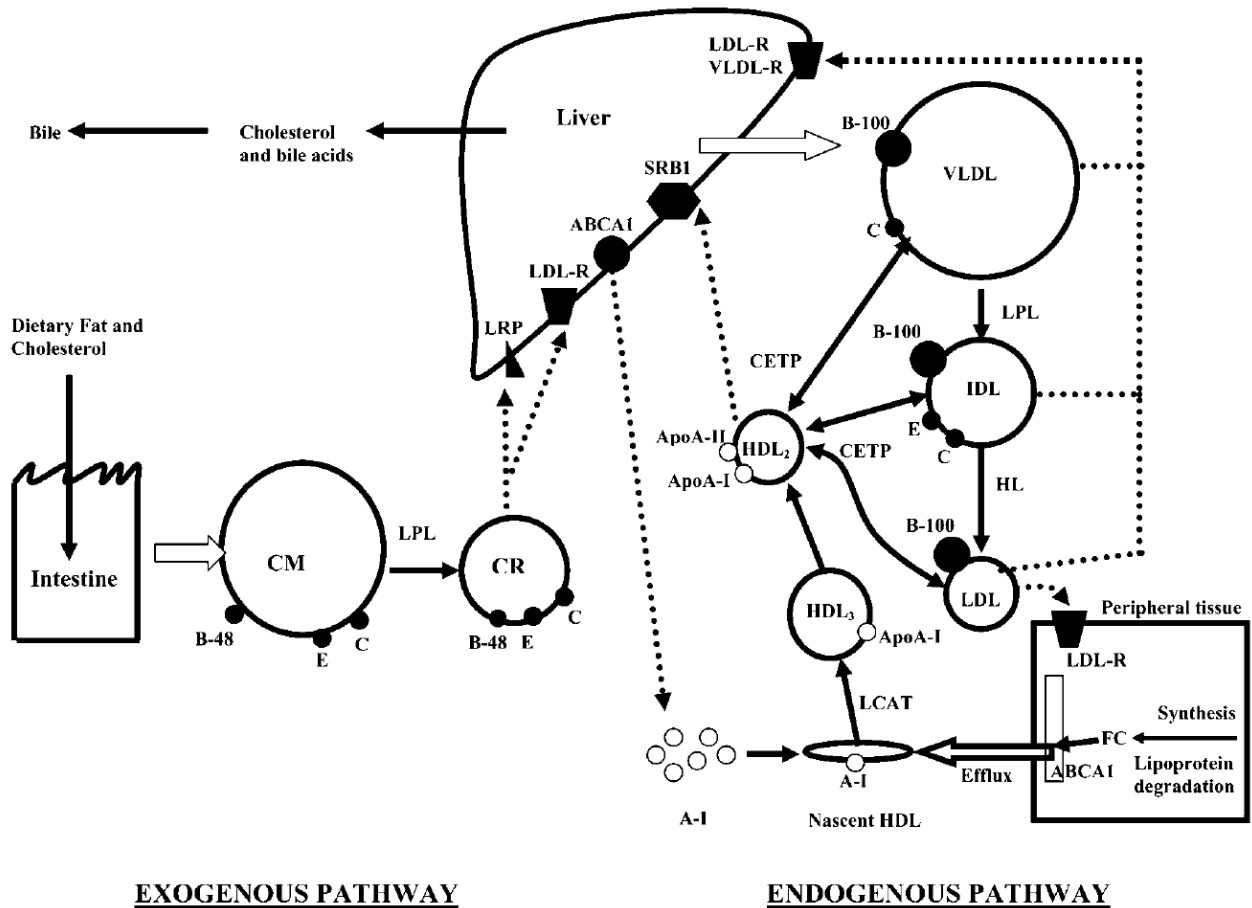 LDL-R
VLDL-R
Liver
Bile
Cholesterol
and bile acids
B-100
VLDL
C
SRB1
ABCA1
LDL-R
LRP
Dietary Fat and
Cholesterol
Intestine
CM
B-48
E
C
LPL
CR
B-48
E
C
LPL
B-100
IDL
E
C
CETP
CETP
ApoA-II
HDL2
ApoA-I
HL
B-100
LDL
HDL3
ApoA-I
LCAT
Peripheral tissue
LDL-R
Synthesis
FC
ABCA1
Lipoprotein
degradation
Efflux
A-I
Nascent HDL
A-I
EXOGENOUS PATHWAY
ENDOGENOUS PATHWAY